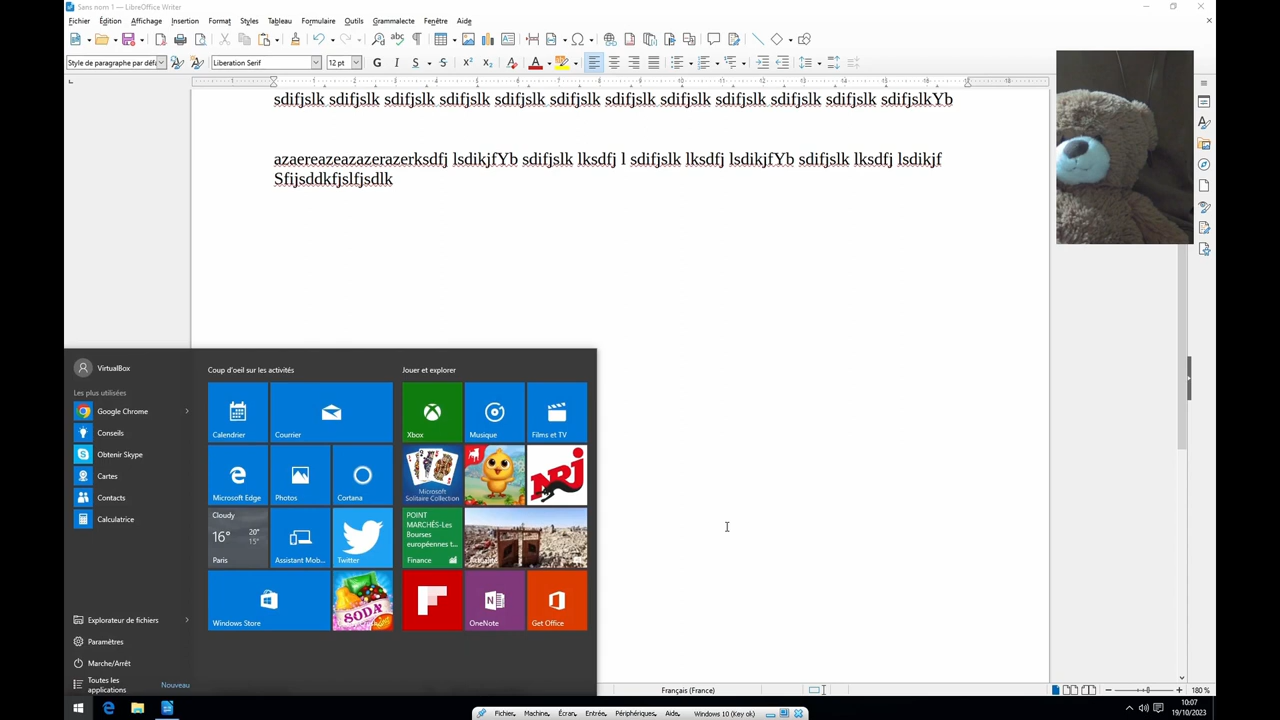 Sans nom 1 — LibreOffice Writer
Fichier Édition Affichage Insertion Format Styles Tableau Formulaire Outils Grammalecte Fenêtre Aide
Style de paragraphe par défa Liberation Serif 12 pt G I S S X² X₂ A
sdifjslk sdifjslk sdifjslk sdifjslk sdifjslk sdifjslk sdifjslk sdifjslk sdifjslk sdifjslk sdifjslk sdifjslkYb
azaereazeazazerazerksdfj lsdikjfYb sdifjslk lksdfj l sdifjslk lksdfj lsdikjfYb sdifjslk lksdfj lsdikjf
Sfijsddkfjslfjsdlk
VirtualBox
Les plus utilisées
Google Chrome
Conseils
Obtenir Skype
Cartes
Contacts
Calculatrice
Explorateur de fichiers
Paramètres
Marche/Arrêt
Toutes les
applications
Nouveau
Coup d'oeil sur les activités
Calendrier
Courrier
Microsoft Edge
Photos
Cortana
Cloudy
16° 20°
15°
Paris
Assistant Mob...
Twitter
Windows Store
SODA
Jouer et explorer
Xbox
Musique
Films et TV
Microsoft
Solitaire Collection
NRJ
POINT
MARCHÉS-Les
Bourses
européennes t...
Finance
OneNote
Get Office
Français (France)
180 %
10:07
19/10/2023
Fichier Machine Écran Entrée Périphériques Aide Windows 10 (Key ok)